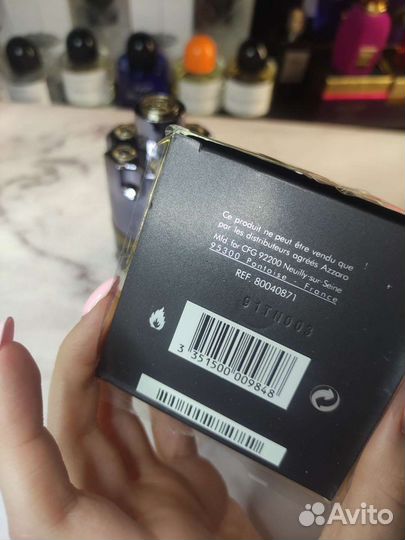 Ce produit ne peut être vendu que
par les distributeurs agréés Azzaro
Mfd. for CFG 92200 Neuilly-sur-Seine
95300 Pontoise - France
REF. 80040871
3 351500 009848
Avito